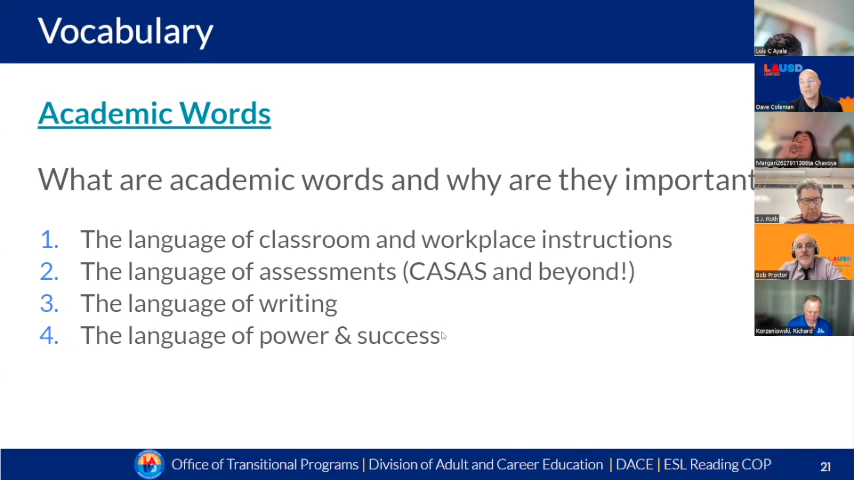 Vocabulary
Academic Words
What are academic words and why are they important
1. The language of classroom and workplace instructions
2. The language of assessments (CASAS and beyond!)
3. The language of writing
4. The language of power & success
Office of Transitional Programs | Division of Adult and Career Education | DACE | ESL Reading COP
21
Luis C Ayala
LAUSD
UNIFIED
Dave Coleman
S.J. Roth
Bob Proctor
Korzeniowski, Richard